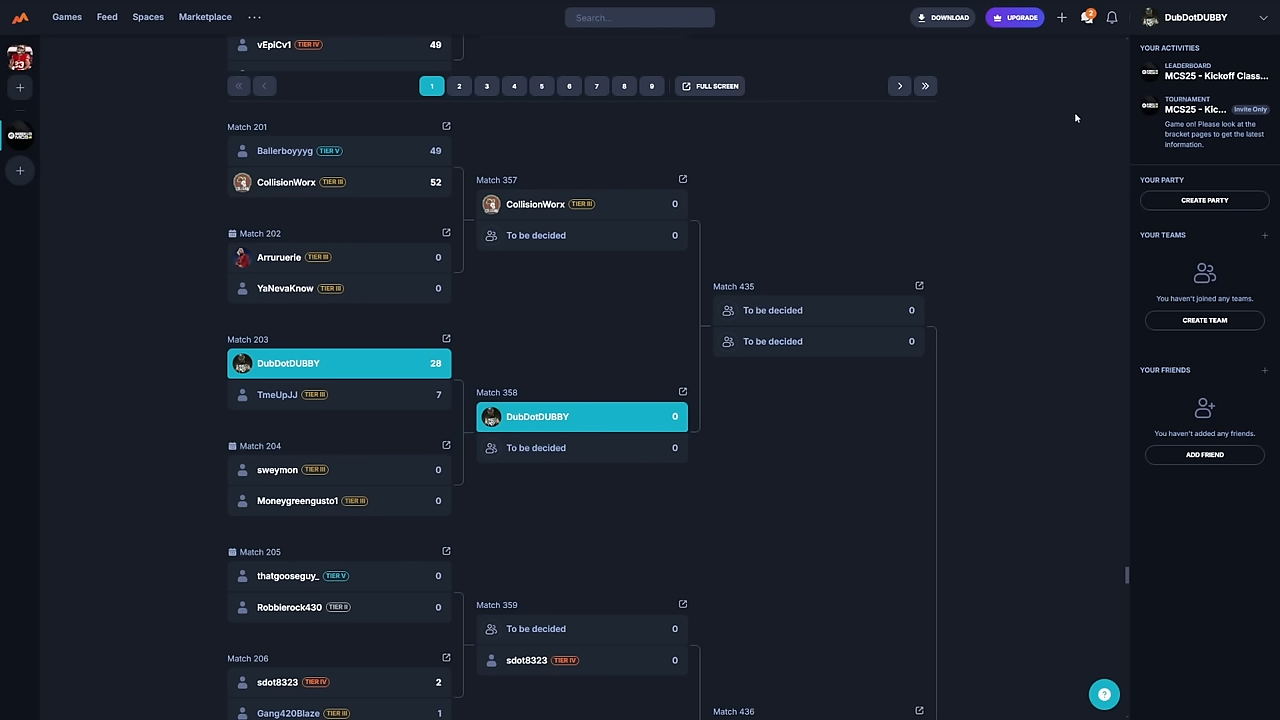 Games Feed Spaces Marketplace ...
Search...
DOWNLOAD
UPGRADE
2
DubDotDUBBY
vEpiCv1 TIER IV 49
1 2 3 4 5 6 7 8 9 FULL SCREEN
Match 201
Ballerboyyyg TIER V 49
CollisionWorx TIER III 52
Match 202
Arruruerie TIER III 0
YaNevaKnow TIER III 0
Match 203
DubDotDUBBY 28
TmeUpJJ TIER III 7
Match 204
sweymon TIER III 0
Moneygreengusto1 TIER III 0
Match 205
thatgooseguy_ TIER V 0
Robbierock430 TIER II 0
Match 206
sdot8323 TIER IV 2
Gang420Blaze TIER III 1
Match 357
CollisionWorx TIER III 0
To be decided 0
Match 358
DubDotDUBBY 0
To be decided 0
Match 359
To be decided 0
sdot8323 TIER IV 0
Match 435
To be decided 0
To be decided 0
Match 436
YOUR ACTIVITIES
LEADERBOARD
MCS25 - Kickoff Class...
TOURNAMENT
MCS25 - Kic... Invite Only
Game on! Please look at the
bracket pages to get the latest
information.
YOUR PARTY
CREATE PARTY
YOUR TEAMS
You haven't joined any teams.
CREATE TEAM
YOUR FRIENDS
You haven't added any friends.
ADD FRIEND